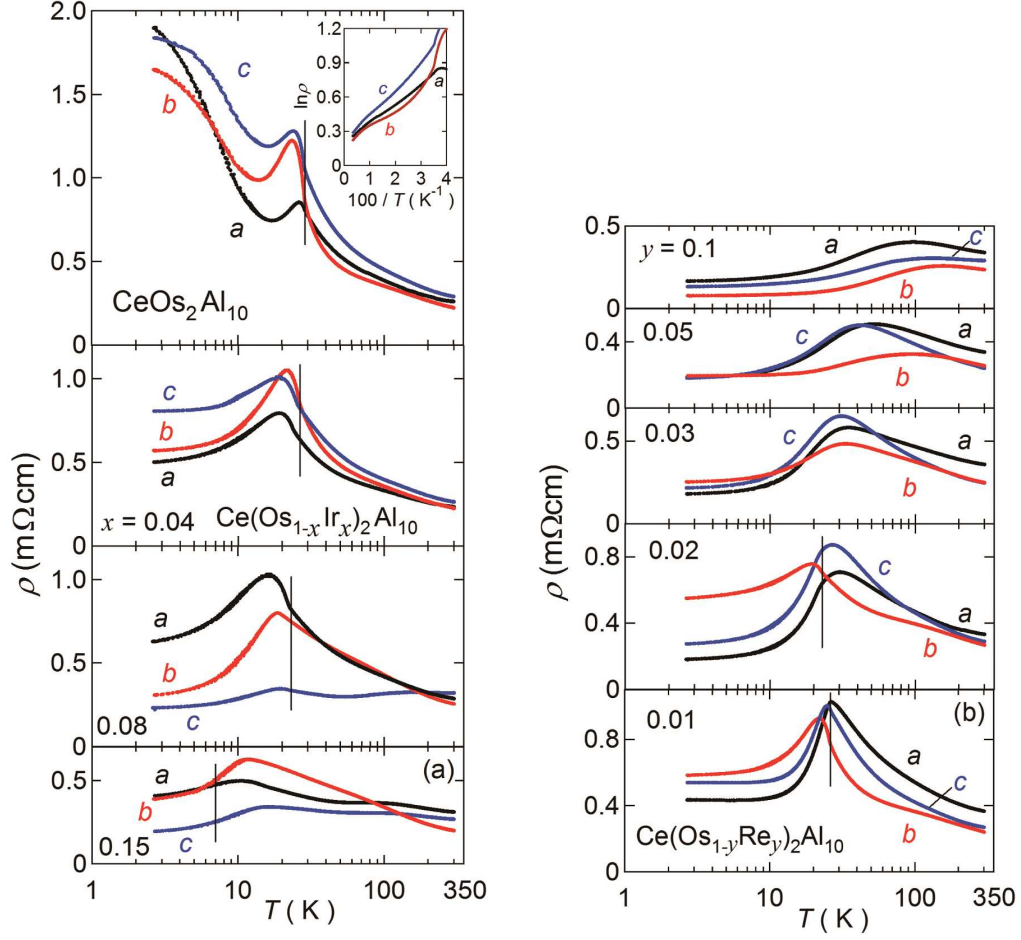 2.0
1.5
1.0
0.5
0
c
b
a
CeOs2Al10
1.2
0.9
0.6
0.3
0
lnρ
c
a
b
0 1 2 3 4
100 / T ( K-1 )
1.0
0.5
0
c
b
a
x = 0.04
Ce(Os1-xIrx)2Al10
1.0
0.5
0
a
b
c
0.08
0.5
0
(a)
a
b
c
0.15
1 10 100 350
T ( K )
ρ (mΩcm)
0.5
0
y = 0.1
a
c
b
0.4
0
0.05
c
a
b
0.5
0
0.03
c
a
b
0.8
0.4
0
0.02
c
a
b
0.8
0.4
0
0.01
(b)
a
c
b
Ce(Os1-yRey)2Al10
1 10 100 350
T ( K )
ρ (mΩcm)